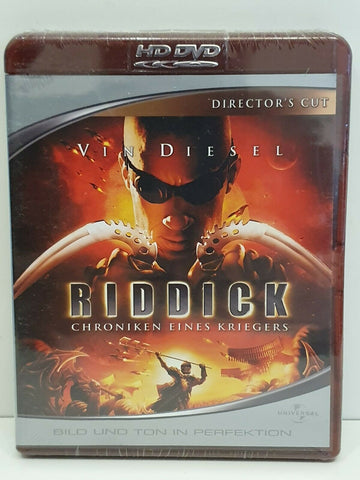 HD DVD
DIRECTOR'S CUT
VIN DIESEL
RIDDICK
CHRONIKEN EINES KRIEGERS
UNIVERSAL
BILD UND TON IN PERFEKTION